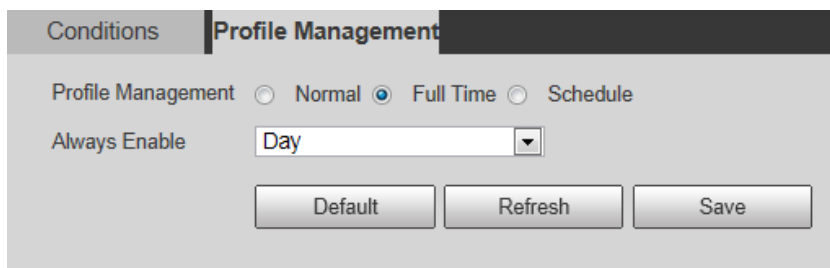 Conditions Profile Management
Profile Management Normal Full Time Schedule
Always Enable Day
Default Refresh Save